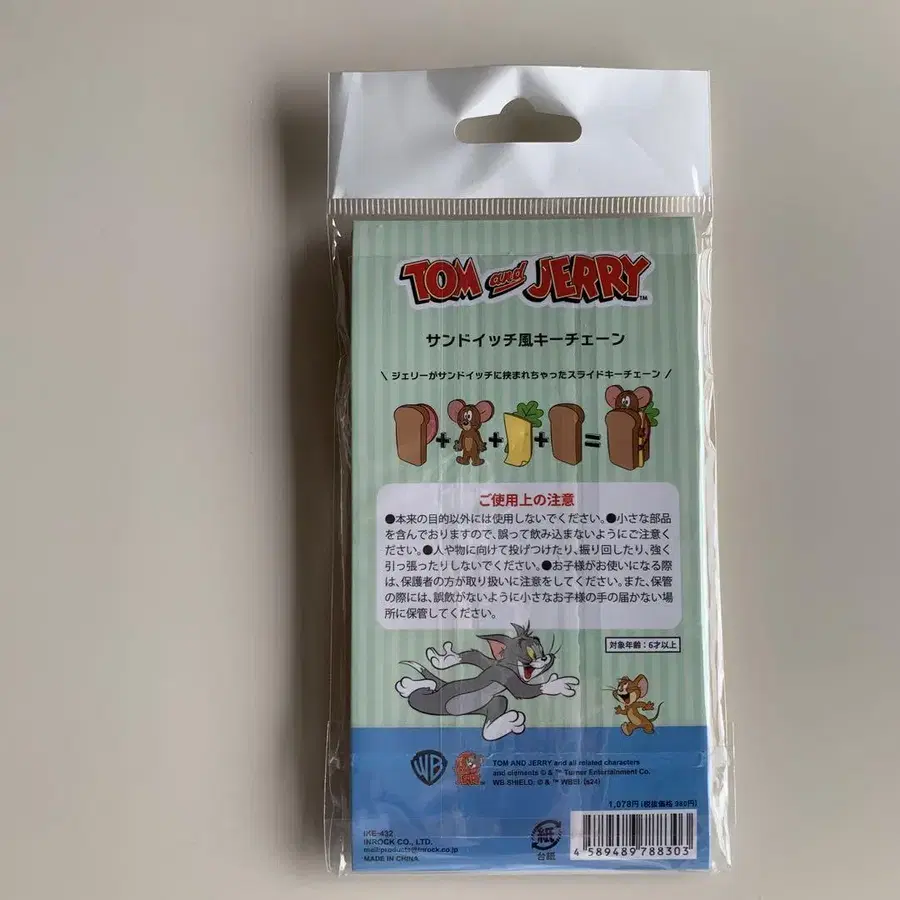 TOM and JERRY™
サンドイッチ風キーチェーン
\ ジェリーがサンドイッチに挟まれちゃったスライドキーチェーン /
+ + + =
ご使用上の注意
●本来の目的以外には使用しないでください。●小さな部品
を含んでおりますので、誤って飲み込まないようにご注意く
ださい。●人や物に向けて投げつけたり、振り回したり、強く
引っ張ったりしないでください。●お子様がお使いになる際
は、保護者の方が取り扱いに注意をしてください。また、保管
の際には、誤飲がないように小さなお子様の手の届かない場
所に保管してください。
対象年齢：6才以上
WB
TOM AND JERRY and all related characters
and elements © & ™ Turner Entertainment Co.
WB SHIELD: © & ™ WBEI. (s24)
1,078円(税抜価格 980円)
INE-432
INROCK CO., LTD.
mail:products@inrock.co.jp
MADE IN CHINA
紙
台紙
4 589489 788303